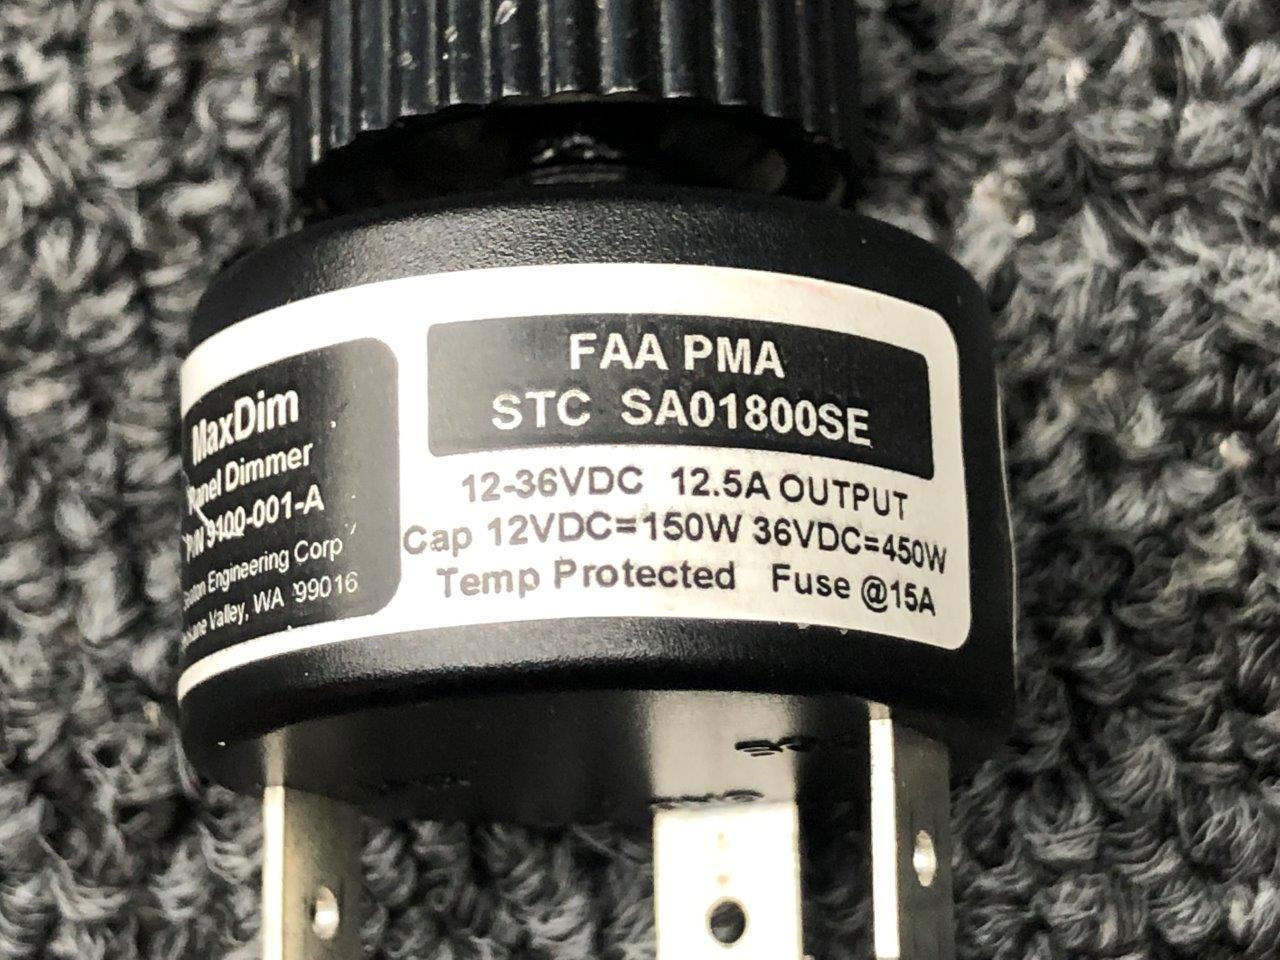 MaxDim
Panel Dimmer
P/N 9100-001-A
Engineering Corp
Valley, WA 99016
FAA PMA
STC SA01800SE
12-36VDC 12.5A OUTPUT
Cap 12VDC=150W 36VDC=450W
Temp Protected Fuse @15A